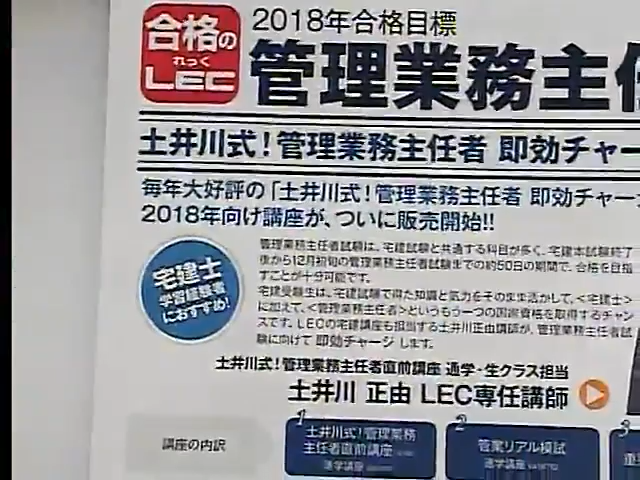 合格の
れっく
LEC
2018年合格目標
管理業務主任
土井川式！管理業務主任者 即効チャー
毎年大好評の「土井川式！管理業務主任者 即効チャー
2018年向け講座が、ついに販売開始!!
宅建士
学習経験者
におすすめ!
管理業務主任者試験は、宅建試験と共通する科目が多く、宅建本試験終了
後から12月初旬の管理業務主任者試験までの約50日の期間で、合格を目指
すことが十分可能です。
宅建受験生は、宅建試験で得た知識と気力をそのまま活かして、＜宅建士＞
に加えて、＜管理業務主任者＞というもう一つの国家資格を取得するチャン
スです。LECの宅建講座も担当する土井川正由講師が、管理業務主任者試
験に向けて 即効チャージ します。
土井川式！管理業務主任者直前講座 通学・生クラス担当
土井川 正由 LEC専任講師
講座の内訳
1
土井川式！管理業務
主任者直前講座
通学講座
2
管業リアル模試
通学講座
3